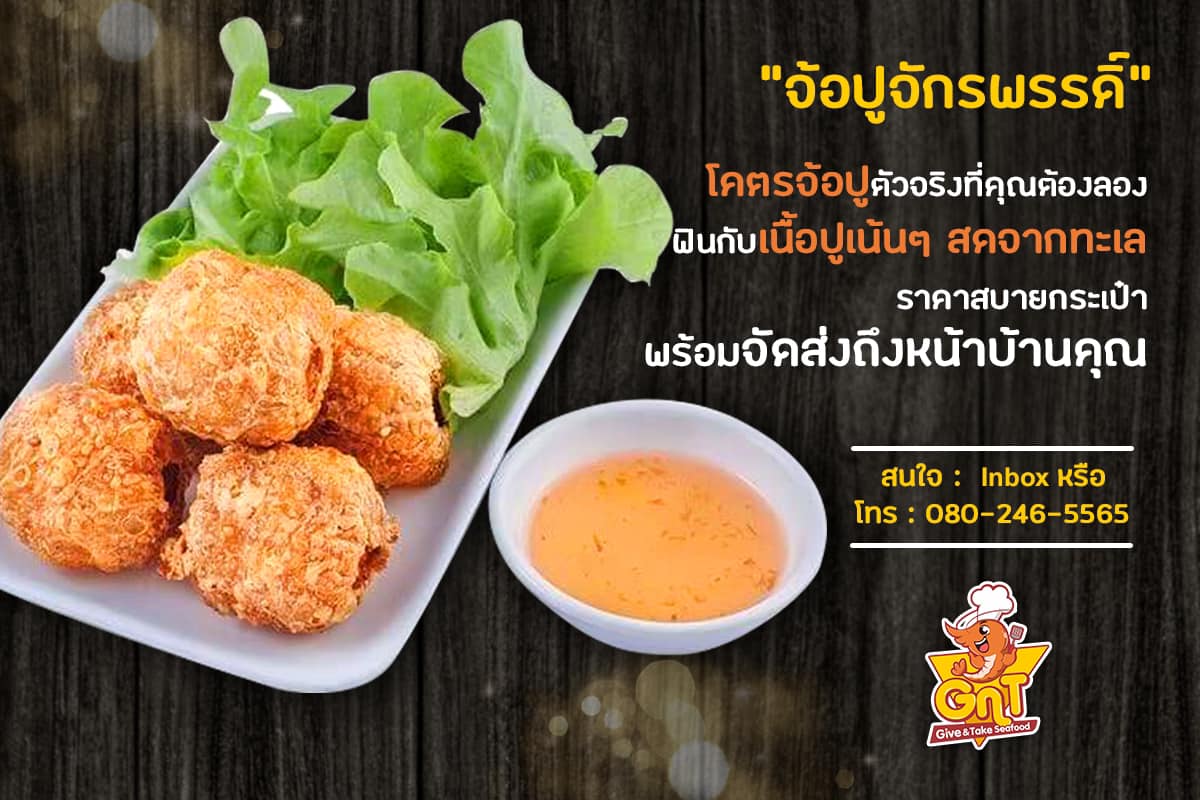 "จ้อปูจักรพรรดิ์"
โคตรจ้อปูตัวจริงที่คุณต้องลอง
ฟินกับเนื้อปูเน้นๆ สดจากทะเล
ราคาสบายกระเป๋า
พร้อมจัดส่งถึงหน้าบ้านคุณ
สนใจ : Inbox หรือ
โทร : 080-246-5565
GnT
Give & Take Seafood